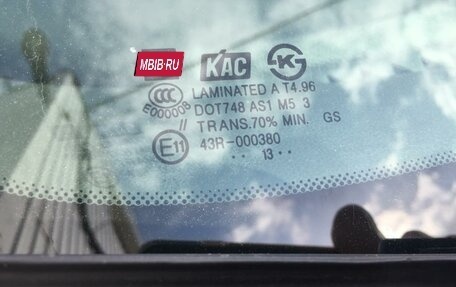 MBIB.RU
KAC
LAMINATED A T4.96
E000008 DOT748 AS1 M5 3
// TRANS.70% MIN. GS
E11 43R-000380
.. 13 ..